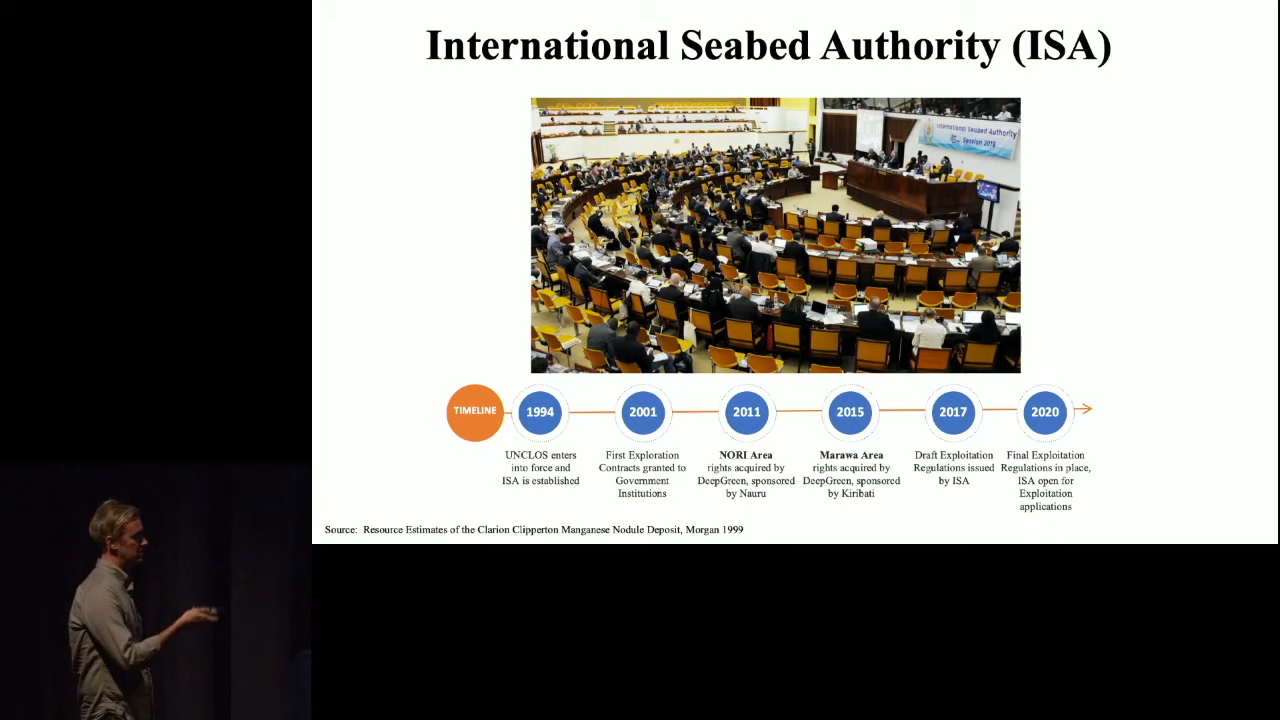 International Seabed Authority (ISA)
International Seabed Authority
Session 2019
TIMELINE
1994
2001
2011
2015
2017
2020
UNCLOS enters
into force and
ISA is established
First Exploration
Contracts granted to
Government
Institutions
NORI Area
rights acquired by
DeepGreen, sponsored
by Nauru
Marawa Area
rights acquired by
DeepGreen, sponsored
by Kiribati
Draft Exploitation
Regulations issued
by ISA
Final Exploitation
Regulations in place,
ISA open for
Exploitation
applications
Source: Resource Estimates of the Clarion Clipperton Manganese Nodule Deposit, Morgan 1999